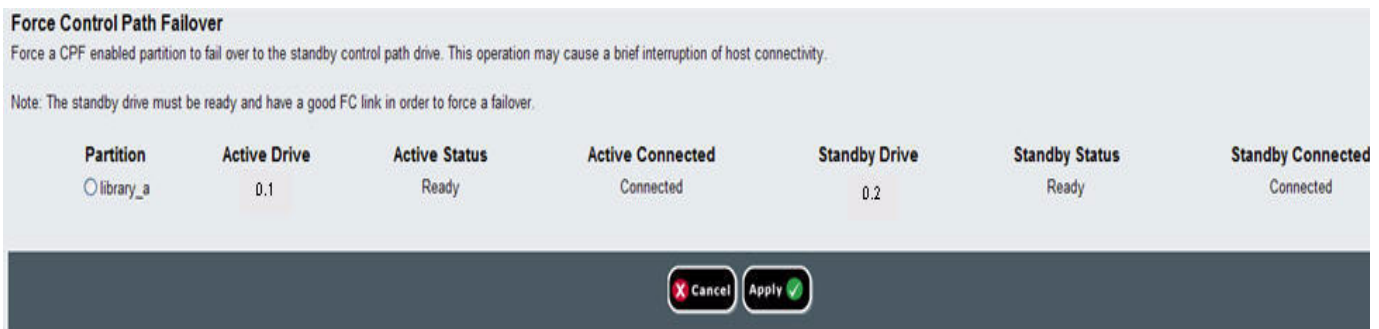 Force Control Path Failover
Force a CPF enabled partition to fail over to the standby control path drive. This operation may cause a brief interruption of host connectivity.
Note: The standby drive must be ready and have a good FC link in order to force a failover.
Partition Active Drive Active Status Active Connected Standby Drive Standby Status Standby Connected
library_a 0.1 Ready Connected 0.2 Ready Connected
Cancel Apply